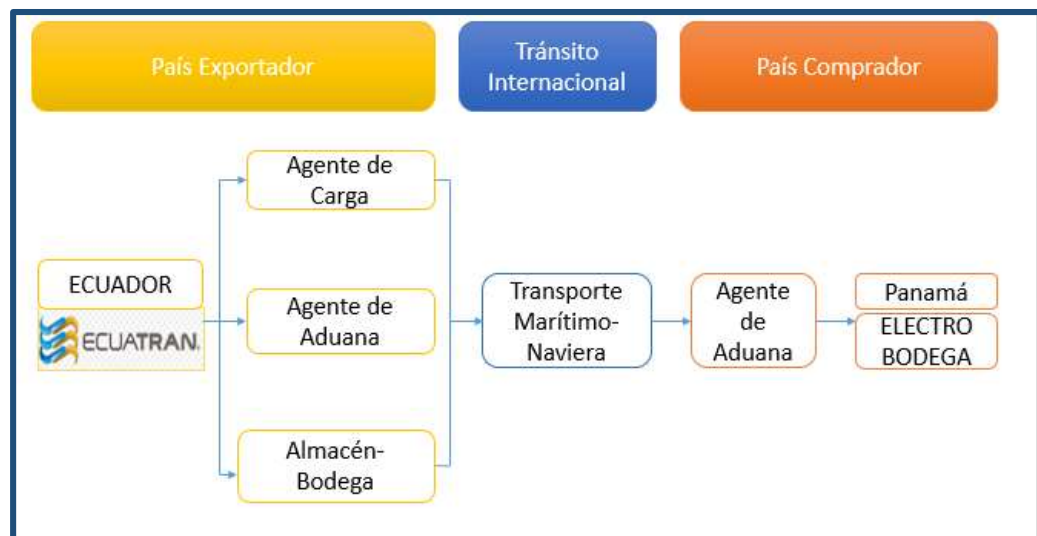 País Exportador
Tránsito
Internacional
País Comprador
Agente de
Carga
ECUADOR
ECUATRAN.
Agente de
Aduana
Almacén-
Bodega
Transporte
Marítimo-
Naviera
Agente
de
Aduana
Panamá
ELECTRO
BODEGA